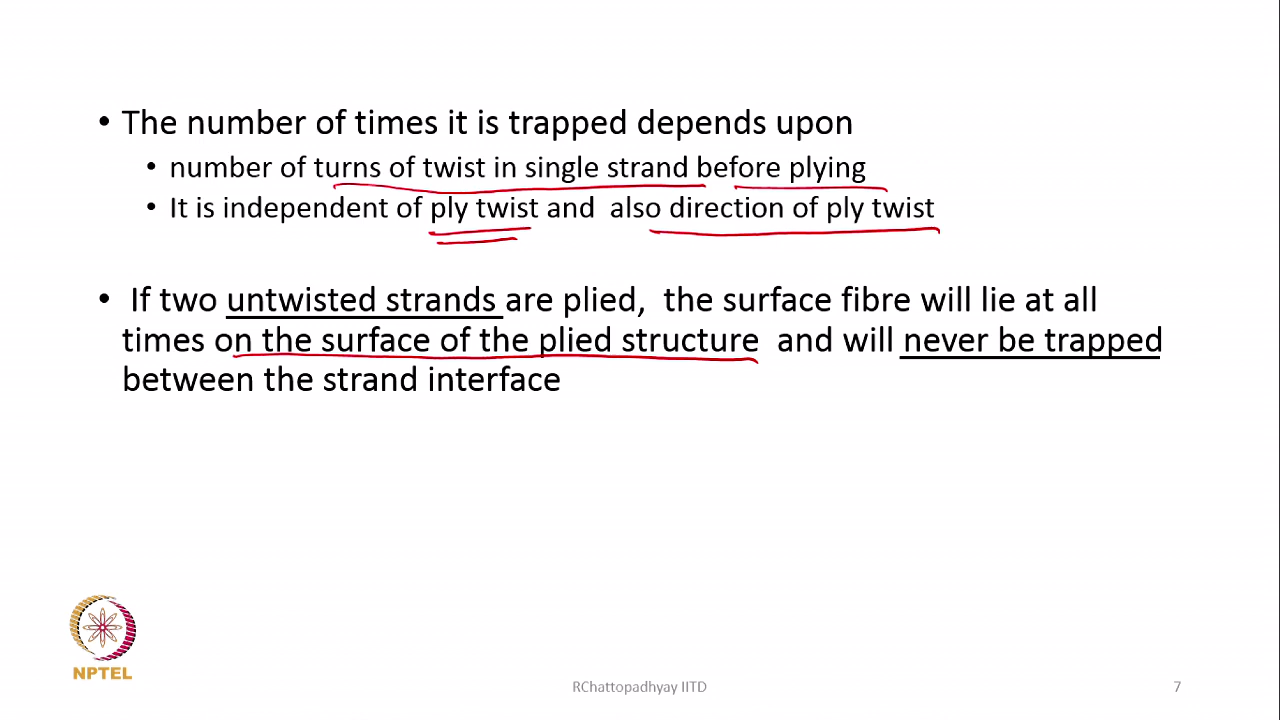 • The number of times it is trapped depends upon
• number of turns of twist in single strand before plying
• It is independent of ply twist and also direction of ply twist
• If two untwisted strands are plied, the surface fibre will lie at all
times on the surface of the plied structure and will never be trapped
between the strand interface
NPTEL
RChattopadhyay IITD
7